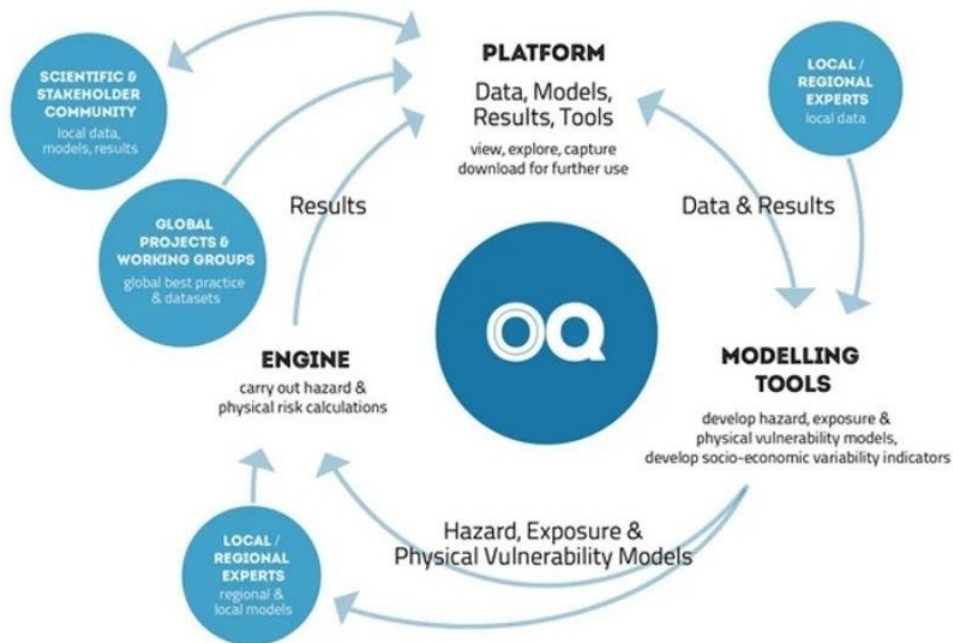 PLATFORM
Data, Models,
Results, Tools
view, explore, capture
download for further use
SCIENTIFIC &
STAKEHOLDER
COMMUNITY
local data,
models, results
LOCAL /
REGIONAL
EXPERTS
local data
GLOBAL
PROJECTS &
WORKING GROUPS
global best practice
& datasets
Results
Data & Results
OQ
ENGINE
carry out hazard &
physical risk calculations
MODELLING
TOOLS
develop hazard, exposure &
physical vulnerability models,
develop socio-economic variability indicators
Hazard, Exposure &
Physical Vulnerability Models
LOCAL /
REGIONAL
EXPERTS
regional &
local models